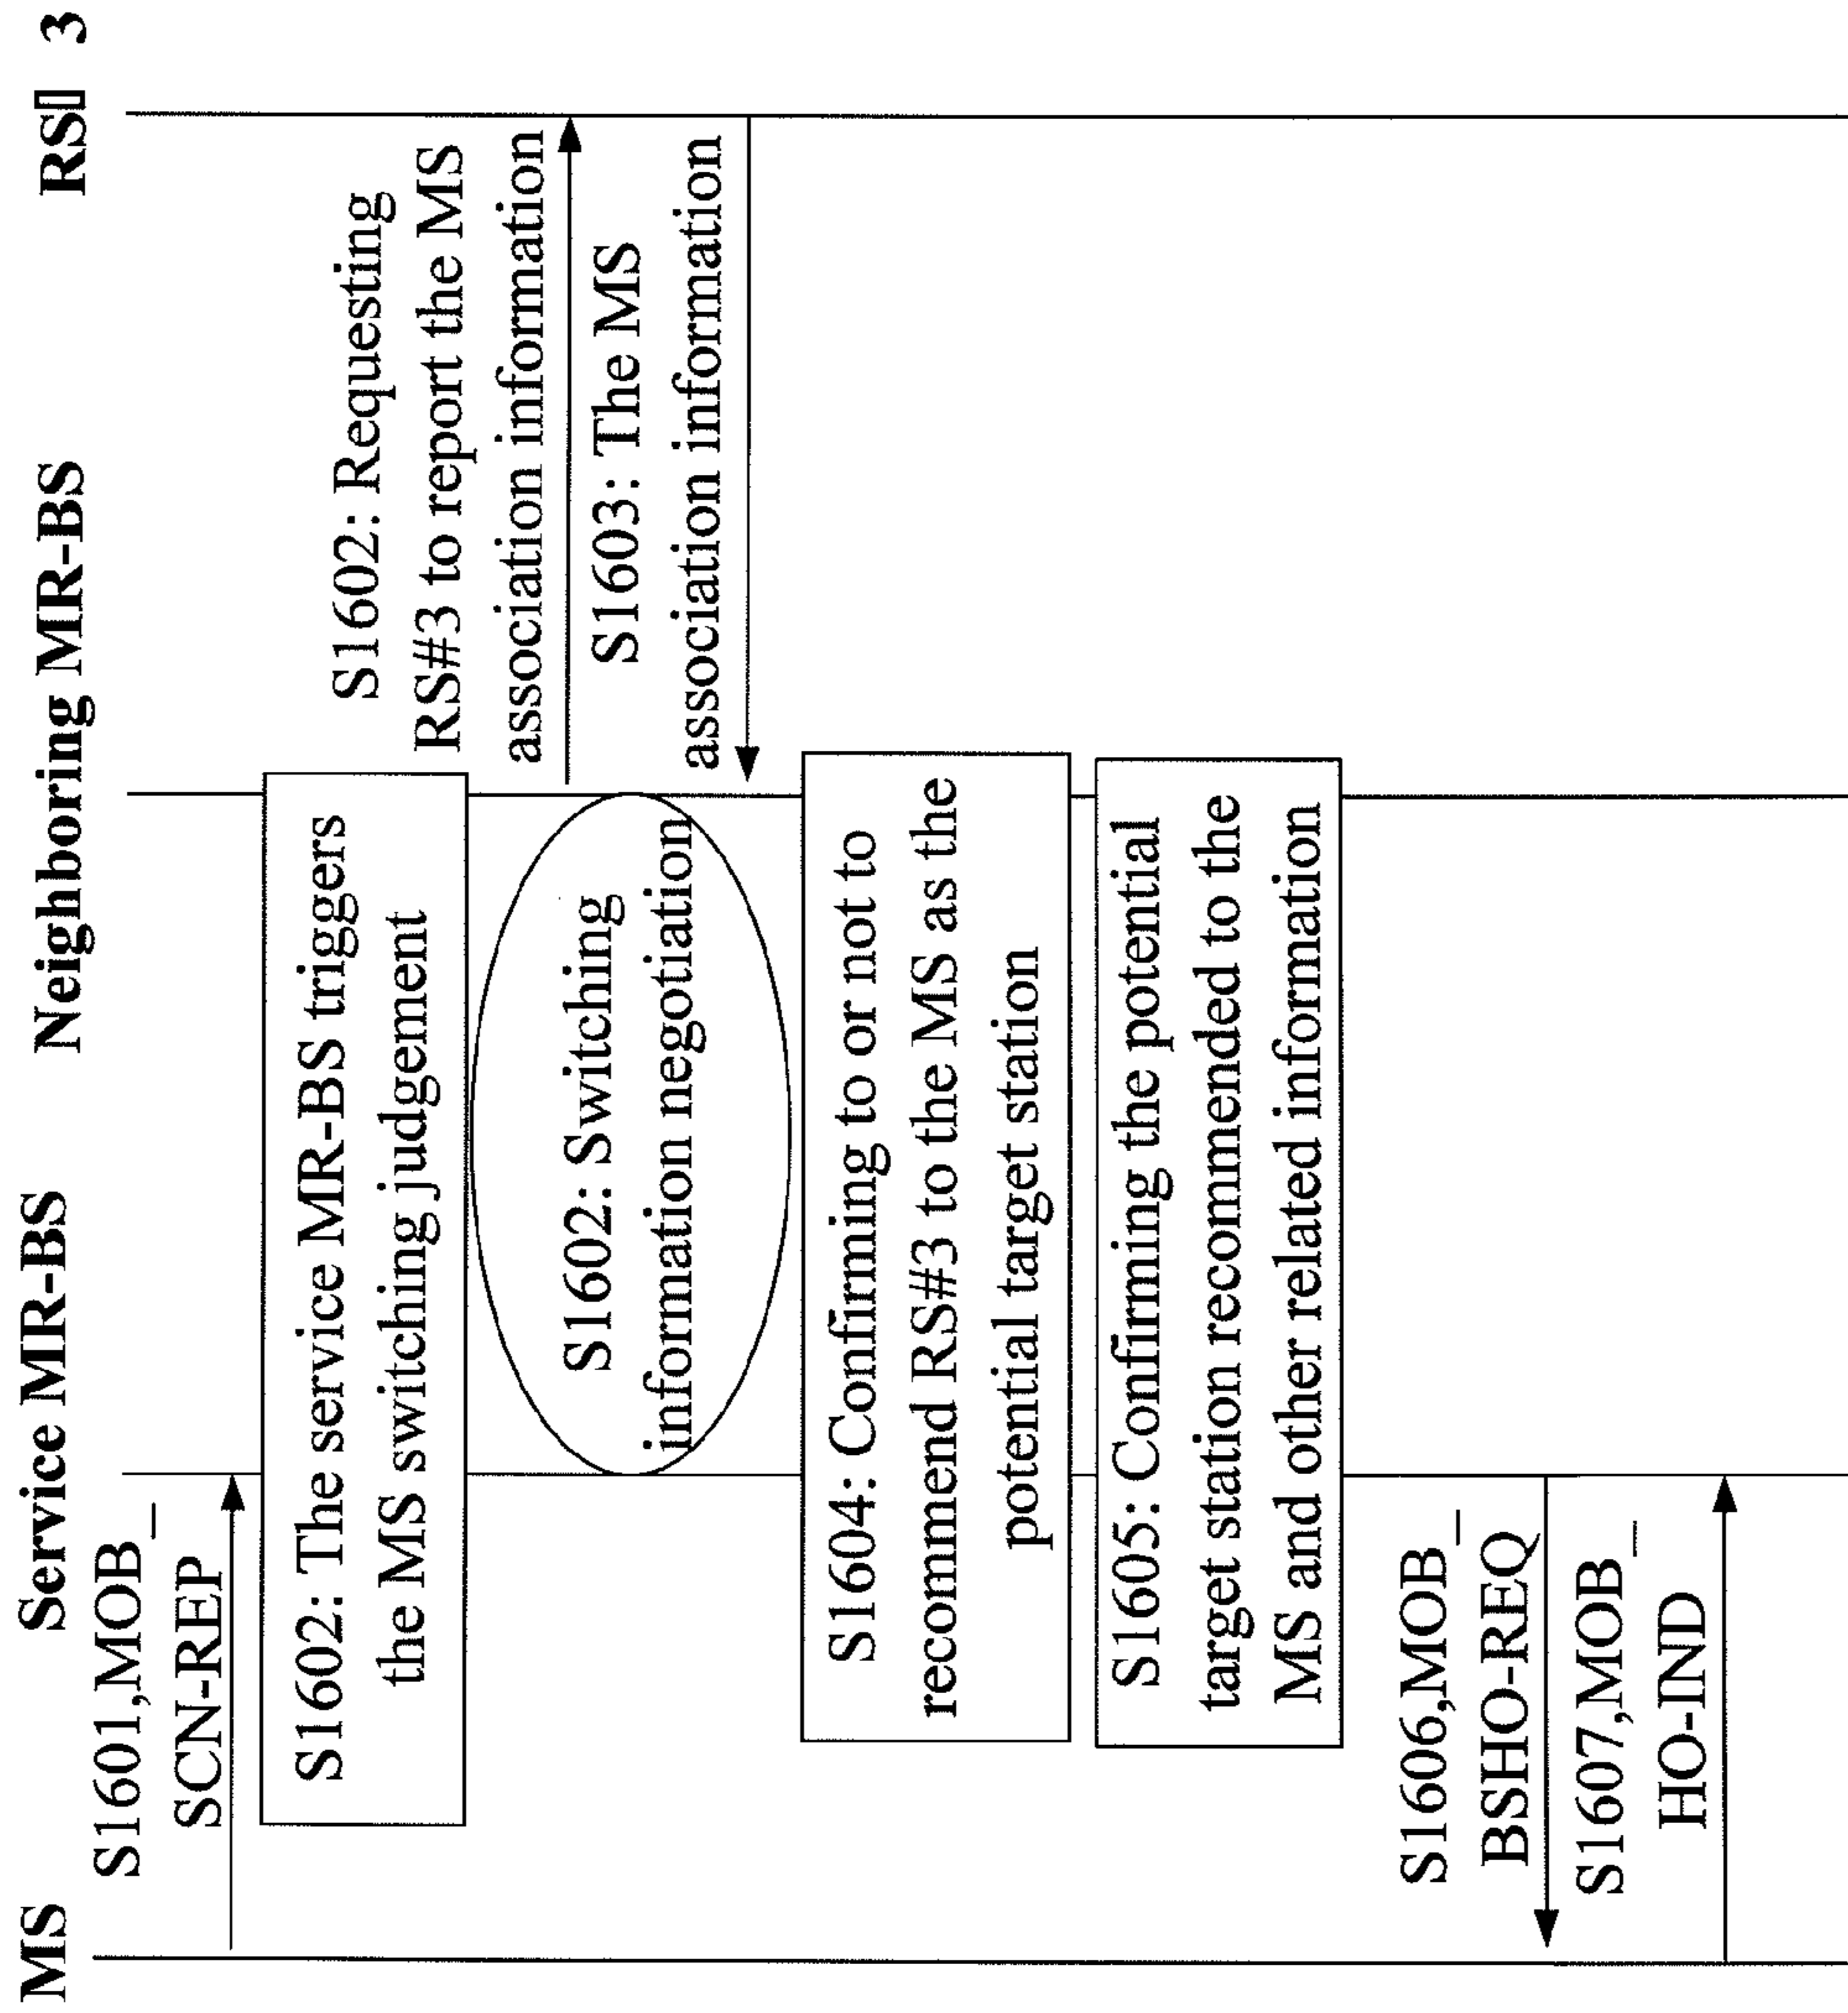 MS
Service MR-BS
Neighboring MR-BS
RS▯ 3
S1601,MOB_
SCN-REP
S1602: The service MR-BS triggers
the MS switching judgement
S1602: Requesting
RS#3 to report the MS
association information
S1602: Switching
information negotiation
S1603: The MS
association information
S1604: Confirming to or not to
recommend RS#3 to the MS as the
potential target station
S1605: Confirming the potential
target station recommended to the
MS and other related information
S1606,MOB_
BSHO-REQ
S1607,MOB_
HO-IND